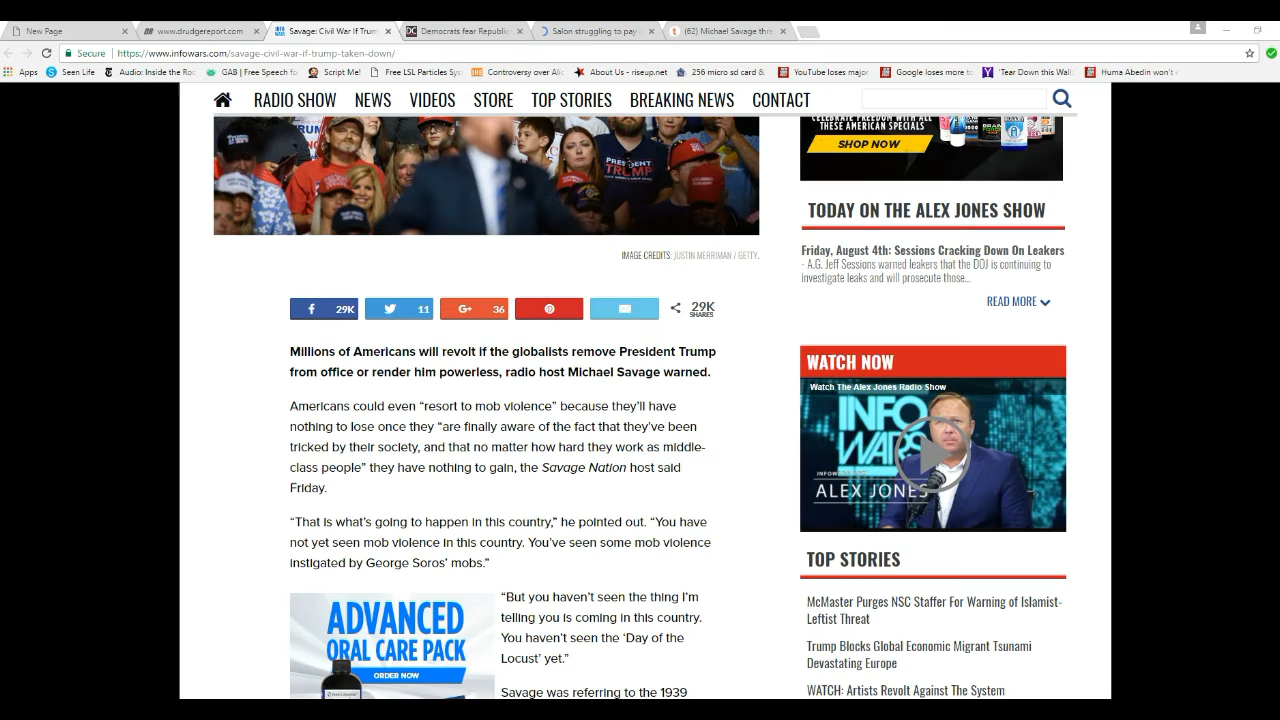 New Page
www.drudgereport.com
Savage: Civil War If Trum
Democrats fear Republi
Salon struggling to pay
(62) Michael Savage thr
Secure
https://www.infowars.com/savage-civil-war-if-trump-taken-down/
Apps
Seen Life
Audio: Inside the Ro
GAB | Free Speech fo
Script Me!
Free LSL Particles Sy
Controversy over Ali
About Us - riseup.net
256 micro sd card &
YouTube loses major
Google loses more t
'Tear Down this Wall
Huma Abedin won't
RADIO SHOW
NEWS
VIDEOS
STORE
TOP STORIES
BREAKING NEWS
CONTACT
PRESIDENT
TRUMP
CELEBRATE FREEDOM WITH ALL
THESE AMERICAN SPECIALS
SHOP NOW
IMAGE CREDITS: JUSTIN MERRIMAN / GETTY.
29K
11
36
29K
SHARES
Millions of Americans will revolt if the globalists remove President Trump
from office or render him powerless, radio host Michael Savage warned.
Americans could even “resort to mob violence” because they’ll have
nothing to lose once they “are finally aware of the fact that they’ve been
tricked by their society, and that no matter how hard they work as middle-
class people” they have nothing to gain, the Savage Nation host said
Friday.
“That is what’s going to happen in this country,” he pointed out. “You have
not yet seen mob violence in this country. You’ve seen some mob violence
instigated by George Soros’ mobs.”
ADVANCED
ORAL CARE PACK
ORDER NOW
“But you haven’t seen the thing I’m
telling you is coming in this country.
You haven’t seen the ‘Day of the
Locust’ yet.”
Savage was referring to the 1939
TODAY ON THE ALEX JONES SHOW
Friday, August 4th: Sessions Cracking Down On Leakers
- A.G. Jeff Sessions warned leakers that the DOJ is continuing to
investigate leaks and will prosecute those...
READ MORE
WATCH NOW
Watch The Alex Jones Radio Show
INFO
WARS
ALEX JONES
TOP STORIES
McMaster Purges NSC Staffer For Warning of Islamist-
Leftist Threat
Trump Blocks Global Economic Migrant Tsunami
Devastating Europe
WATCH: Artists Revolt Against The System